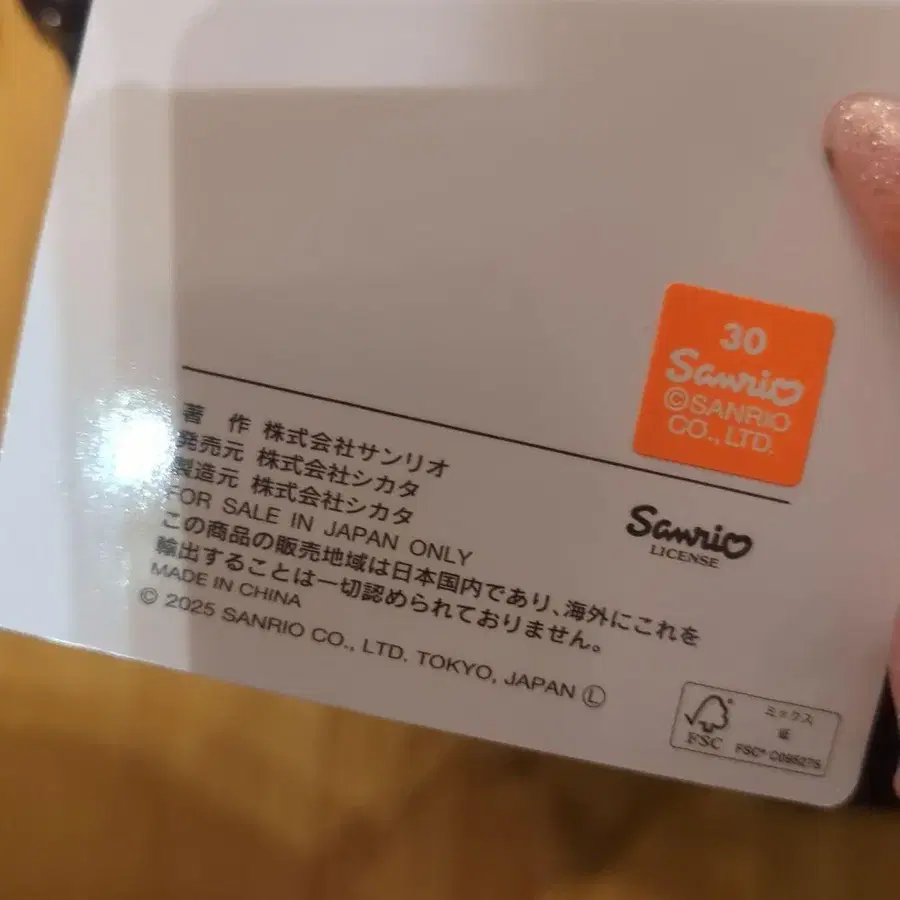 30
Sanrio
©SANRIO
CO., LTD.
著 作 株式会社サンリオ
発売元 株式会社シカタ
製造元 株式会社シカタ
FOR SALE IN JAPAN ONLY
この商品の販売地域は日本国内であり、海外にこれを
輸出することは一切認められておりません。
MADE IN CHINA
© 2025 SANRIO CO., LTD. TOKYO, JAPAN Ⓛ
Sanrio
LICENSE
FSC
ミックス
紙
FSC® C095275